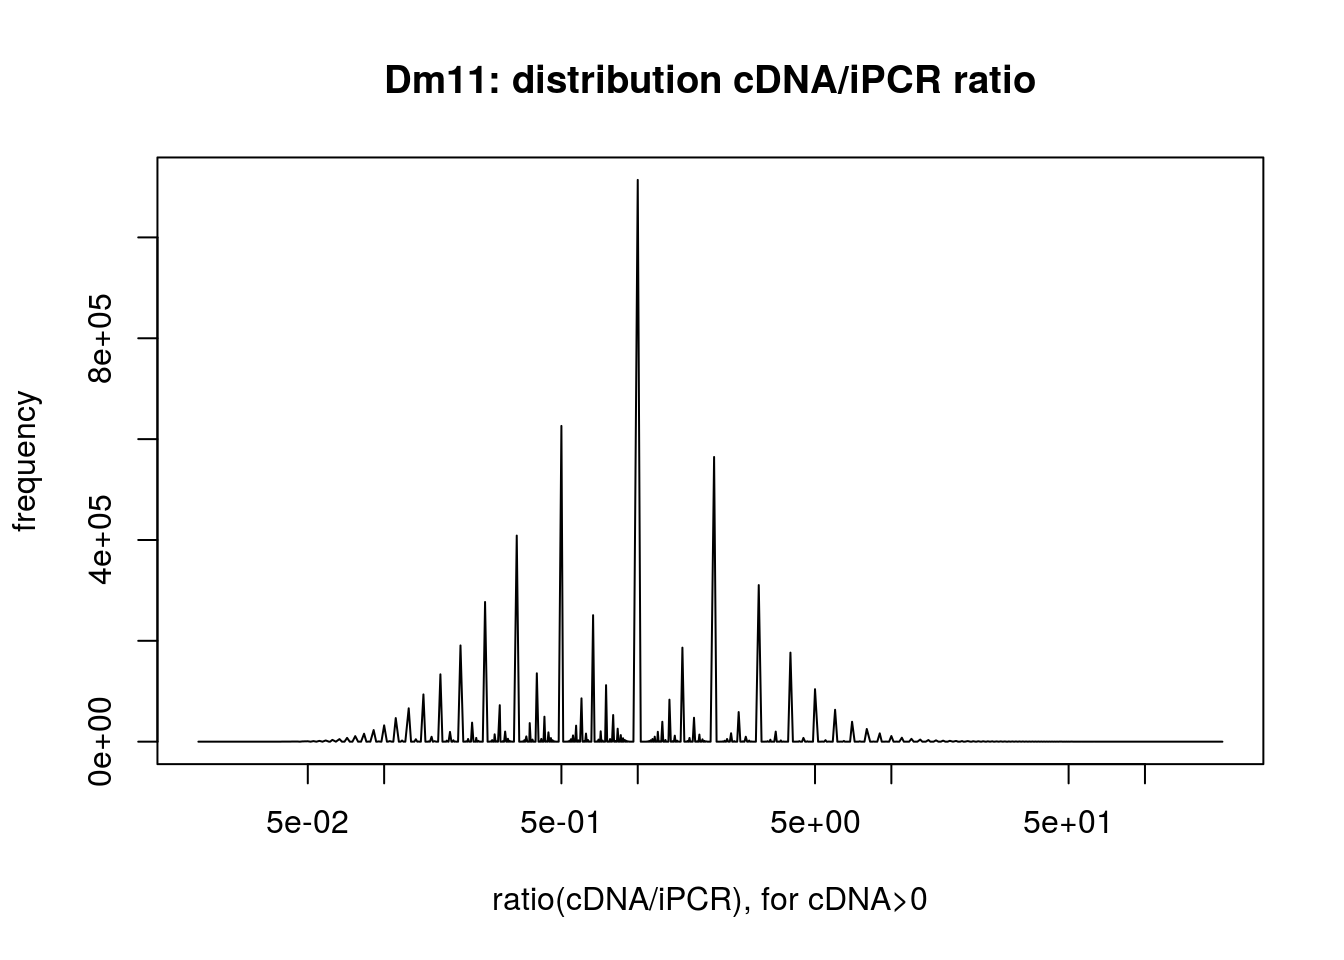 Dm11: distribution cDNA/iPCR ratio
frequency
8e+05
4e+05
0e+00
5e-02 5e-01 5e+00 5e+01
ratio(cDNA/iPCR), for cDNA>0